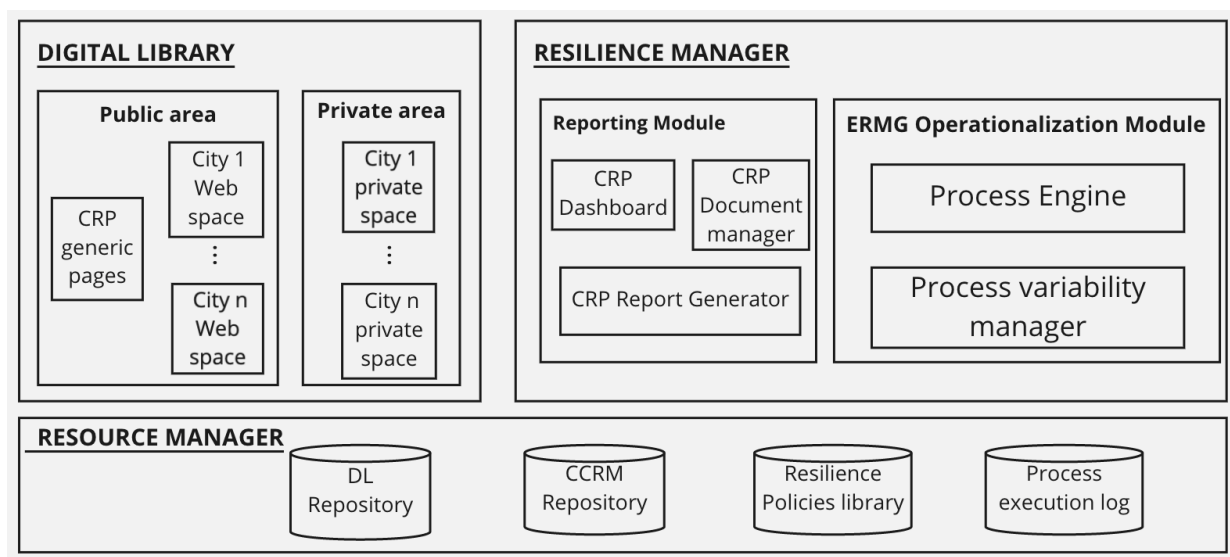 DIGITAL LIBRARY
Public area
CRP
generic
pages
City 1
Web
space
⋮
City n
Web
space
Private area
City 1
private
space
⋮
City n
private
space
RESILIENCE MANAGER
Reporting Module
CRP
Dashboard
CRP
Document
manager
CRP Report Generator
ERMG Operationalization Module
Process Engine
Process variability
manager
RESOURCE MANAGER
DL
Repository
CCRM
Repository
Resilience
Policies library
Process
execution log